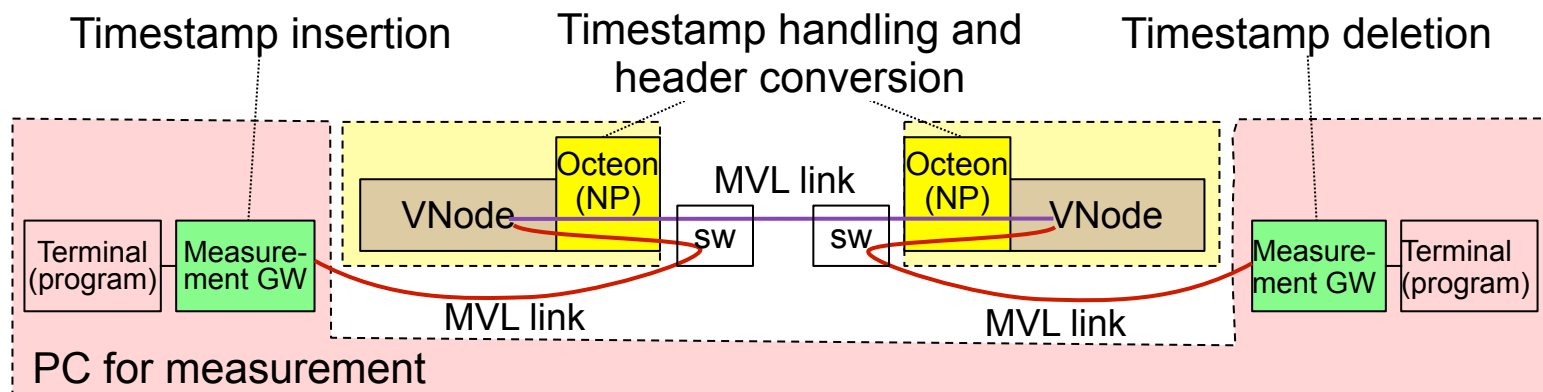 Timestamp insertion
Timestamp handling and
header conversion
Timestamp deletion
Octeon
(NP)
VNode
MVL link
sw
sw
Octeon
(NP)
VNode
Terminal
(program)
Measure-
ment GW
MVL link
MVL link
Measure-
ment GW
Terminal
(program)
PC for measurement